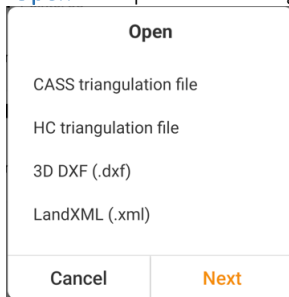 Open
CASS triangulation file
HC triangulation file
3D DXF (.dxf)
LandXML (.xml)
Cancel
Next